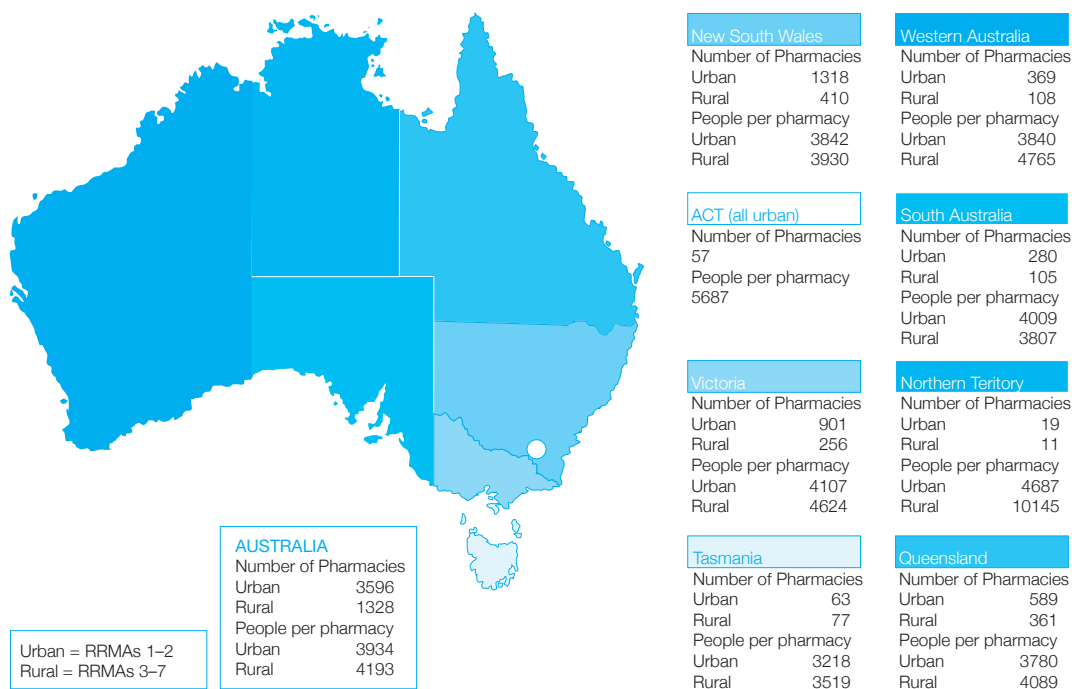 New South Wales
Number of Pharmacies
Urban 1318
Rural 410
People per pharmacy
Urban 3842
Rural 3930
Western Australia
Number of Pharmacies
Urban 369
Rural 108
People per pharmacy
Urban 3840
Rural 4765
ACT (all urban)
Number of Pharmacies
57
People per pharmacy
5687
South Australia
Number of Pharmacies
Urban 280
Rural 105
People per pharmacy
Urban 4009
Rural 3807
Victoria
Number of Pharmacies
Urban 901
Rural 256
People per pharmacy
Urban 4107
Rural 4624
Northern Teritory
Number of Pharmacies
Urban 19
Rural 11
People per pharmacy
Urban 4687
Rural 10145
Tasmania
Number of Pharmacies
Urban 63
Rural 77
People per pharmacy
Urban 3218
Rural 3519
Queensland
Number of Pharmacies
Urban 589
Rural 361
People per pharmacy
Urban 3780
Rural 4089
AUSTRALIA
Number of Pharmacies
Urban 3596
Rural 1328
People per pharmacy
Urban 3934
Rural 4193
Urban = RRMAs 1–2
Rural = RRMAs 3–7